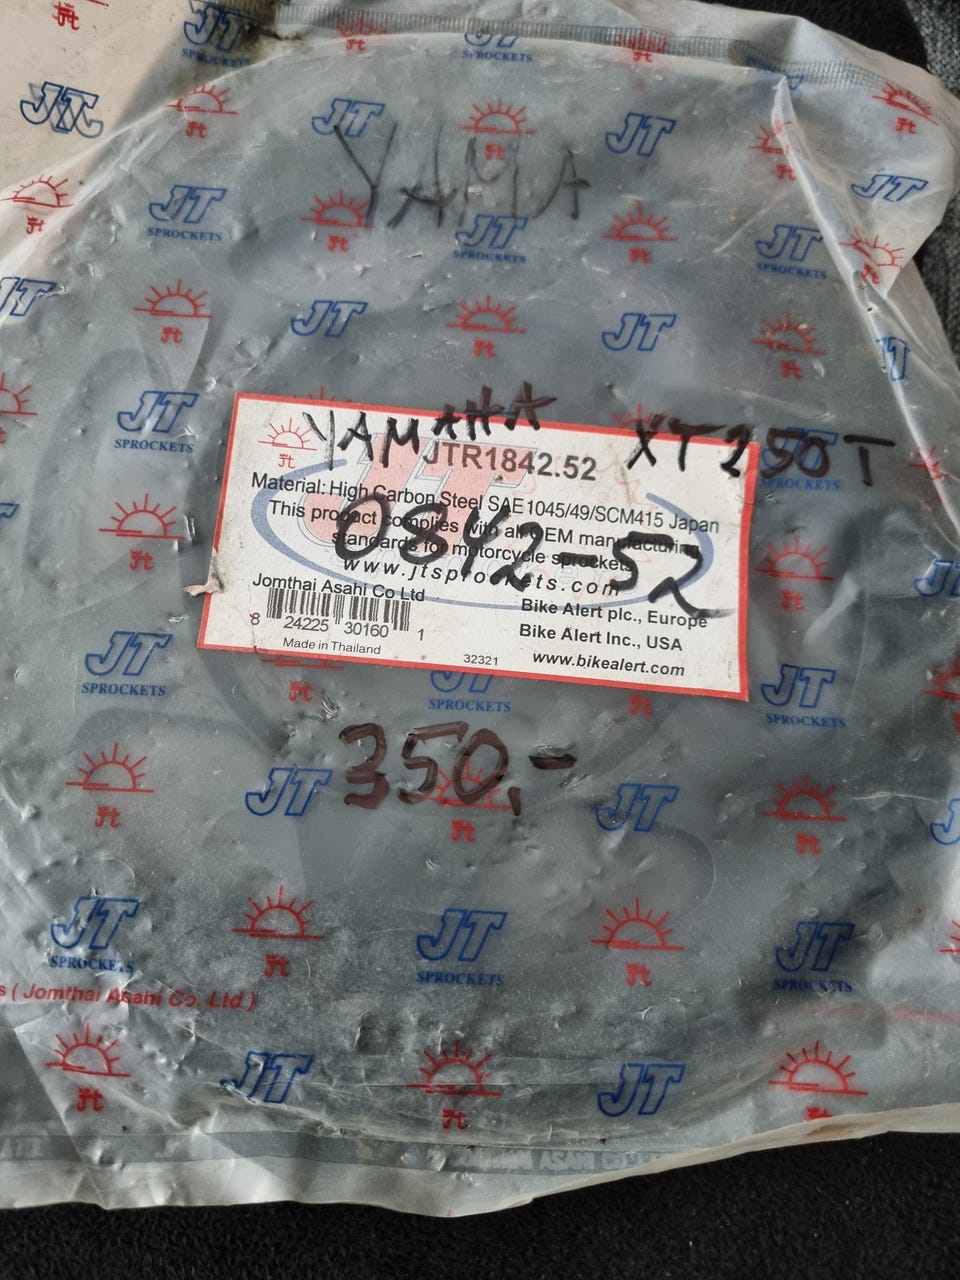 YAMA
YAMAHA XT250T
JTR1842.52
Material: High Carbon Steel SAE1045/49/SCM415 Japan
This product complies with all OEM manufacturing
standards for motorcycle sprockets
0842-52
www.jtsprockets.com
Jomthai Asahi Co Ltd
Bike Alert plc., Europe
8 24225 30160 1
Bike Alert Inc., USA
Made in Thailand
32321
www.bikealert.com
350,-
JT
SPROCKETS
s ( Jomthai Asahi Co. Ltd )